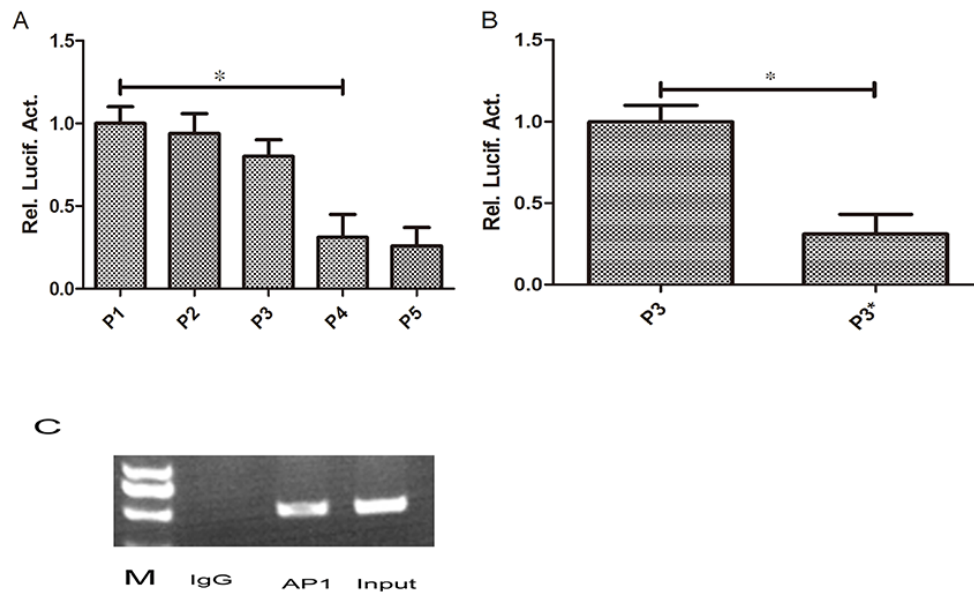 A
Rel. Lucif. Act.
1.5
1.0
0.5
0.0
*
P1
P2
P3
P4
P5
B
Rel. Lucif. Act.
1.5
1.0
0.5
0.0
*
P3
P3*
C
M IgG AP1 Input